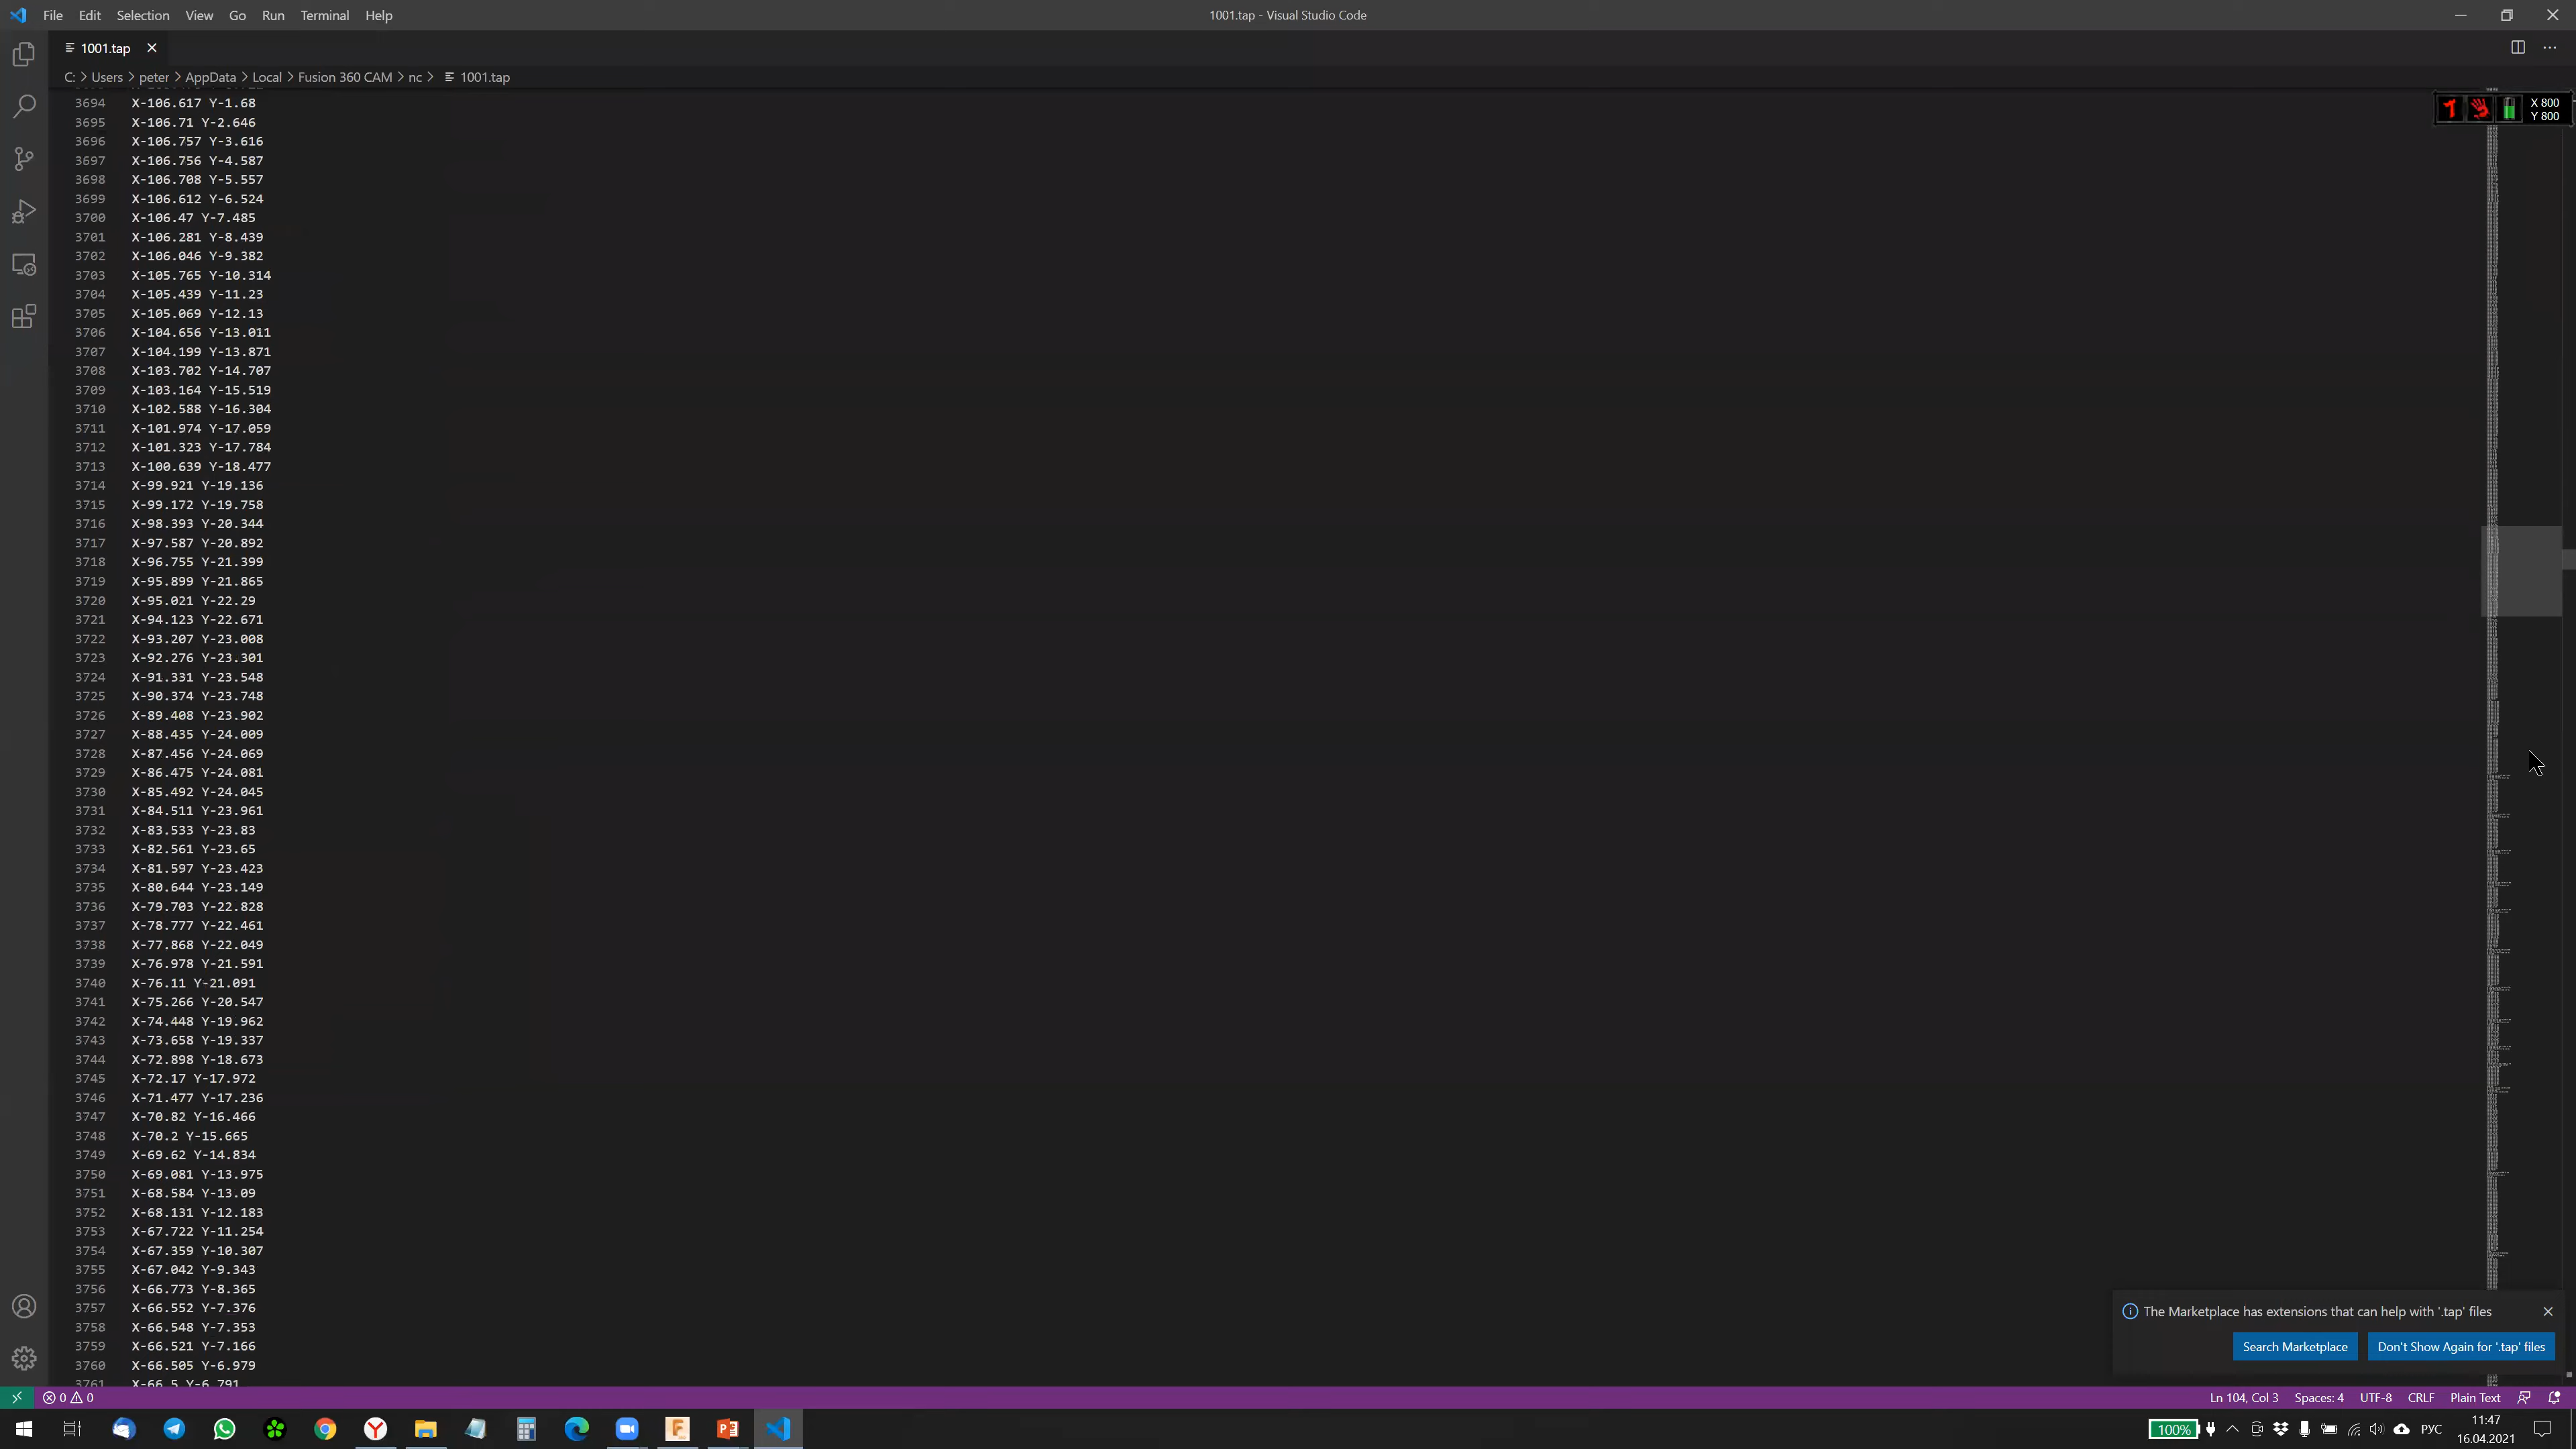 File Edit Selection View Go Run Terminal Help
1001.tap - Visual Studio Code
1001.tap
C: > Users > peter > AppData > Local > Fusion 360 CAM > nc > 1001.tap
3694 X-106.617 Y-1.68
3695 X-106.71 Y-2.646
3696 X-106.757 Y-3.616
3697 X-106.756 Y-4.587
3698 X-106.708 Y-5.557
3699 X-106.612 Y-6.524
3700 X-106.47 Y-7.485
3701 X-106.281 Y-8.439
3702 X-106.046 Y-9.382
3703 X-105.765 Y-10.314
3704 X-105.439 Y-11.23
3705 X-105.069 Y-12.13
3706 X-104.656 Y-13.011
3707 X-104.199 Y-13.871
3708 X-103.702 Y-14.707
3709 X-103.164 Y-15.519
3710 X-102.588 Y-16.304
3711 X-101.974 Y-17.059
3712 X-101.323 Y-17.784
3713 X-100.639 Y-18.477
3714 X-99.921 Y-19.136
3715 X-99.172 Y-19.758
3716 X-98.393 Y-20.344
3717 X-97.587 Y-20.892
3718 X-96.755 Y-21.399
3719 X-95.899 Y-21.865
3720 X-95.021 Y-22.29
3721 X-94.123 Y-22.671
3722 X-93.207 Y-23.008
3723 X-92.276 Y-23.301
3724 X-91.331 Y-23.548
3725 X-90.374 Y-23.748
3726 X-89.408 Y-23.902
3727 X-88.435 Y-24.009
3728 X-87.456 Y-24.069
3729 X-86.475 Y-24.081
3730 X-85.492 Y-24.045
3731 X-84.511 Y-23.961
3732 X-83.533 Y-23.83
3733 X-82.561 Y-23.65
3734 X-81.597 Y-23.423
3735 X-80.644 Y-23.149
3736 X-79.703 Y-22.828
3737 X-78.777 Y-22.461
3738 X-77.868 Y-22.049
3739 X-76.978 Y-21.591
3740 X-76.11 Y-21.091
3741 X-75.266 Y-20.547
3742 X-74.448 Y-19.962
3743 X-73.658 Y-19.337
3744 X-72.898 Y-18.673
3745 X-72.17 Y-17.972
3746 X-71.477 Y-17.236
3747 X-70.82 Y-16.466
3748 X-70.2 Y-15.665
3749 X-69.62 Y-14.834
3750 X-69.081 Y-13.975
3751 X-68.584 Y-13.09
3752 X-68.131 Y-12.183
3753 X-67.722 Y-11.254
3754 X-67.359 Y-10.307
3755 X-67.042 Y-9.343
3756 X-66.773 Y-8.365
3757 X-66.552 Y-7.376
3758 X-66.548 Y-7.353
3759 X-66.521 Y-7.166
3760 X-66.505 Y-6.979
3761 X-66.5 Y-6.791
X 800
Y 800
The Marketplace has extensions that can help with '.tap' files
Search Marketplace
Don't Show Again for '.tap' files
0 0
Ln 104, Col 3 Spaces: 4 UTF-8 CRLF Plain Text
100% РУС 11:47
16.04.2021